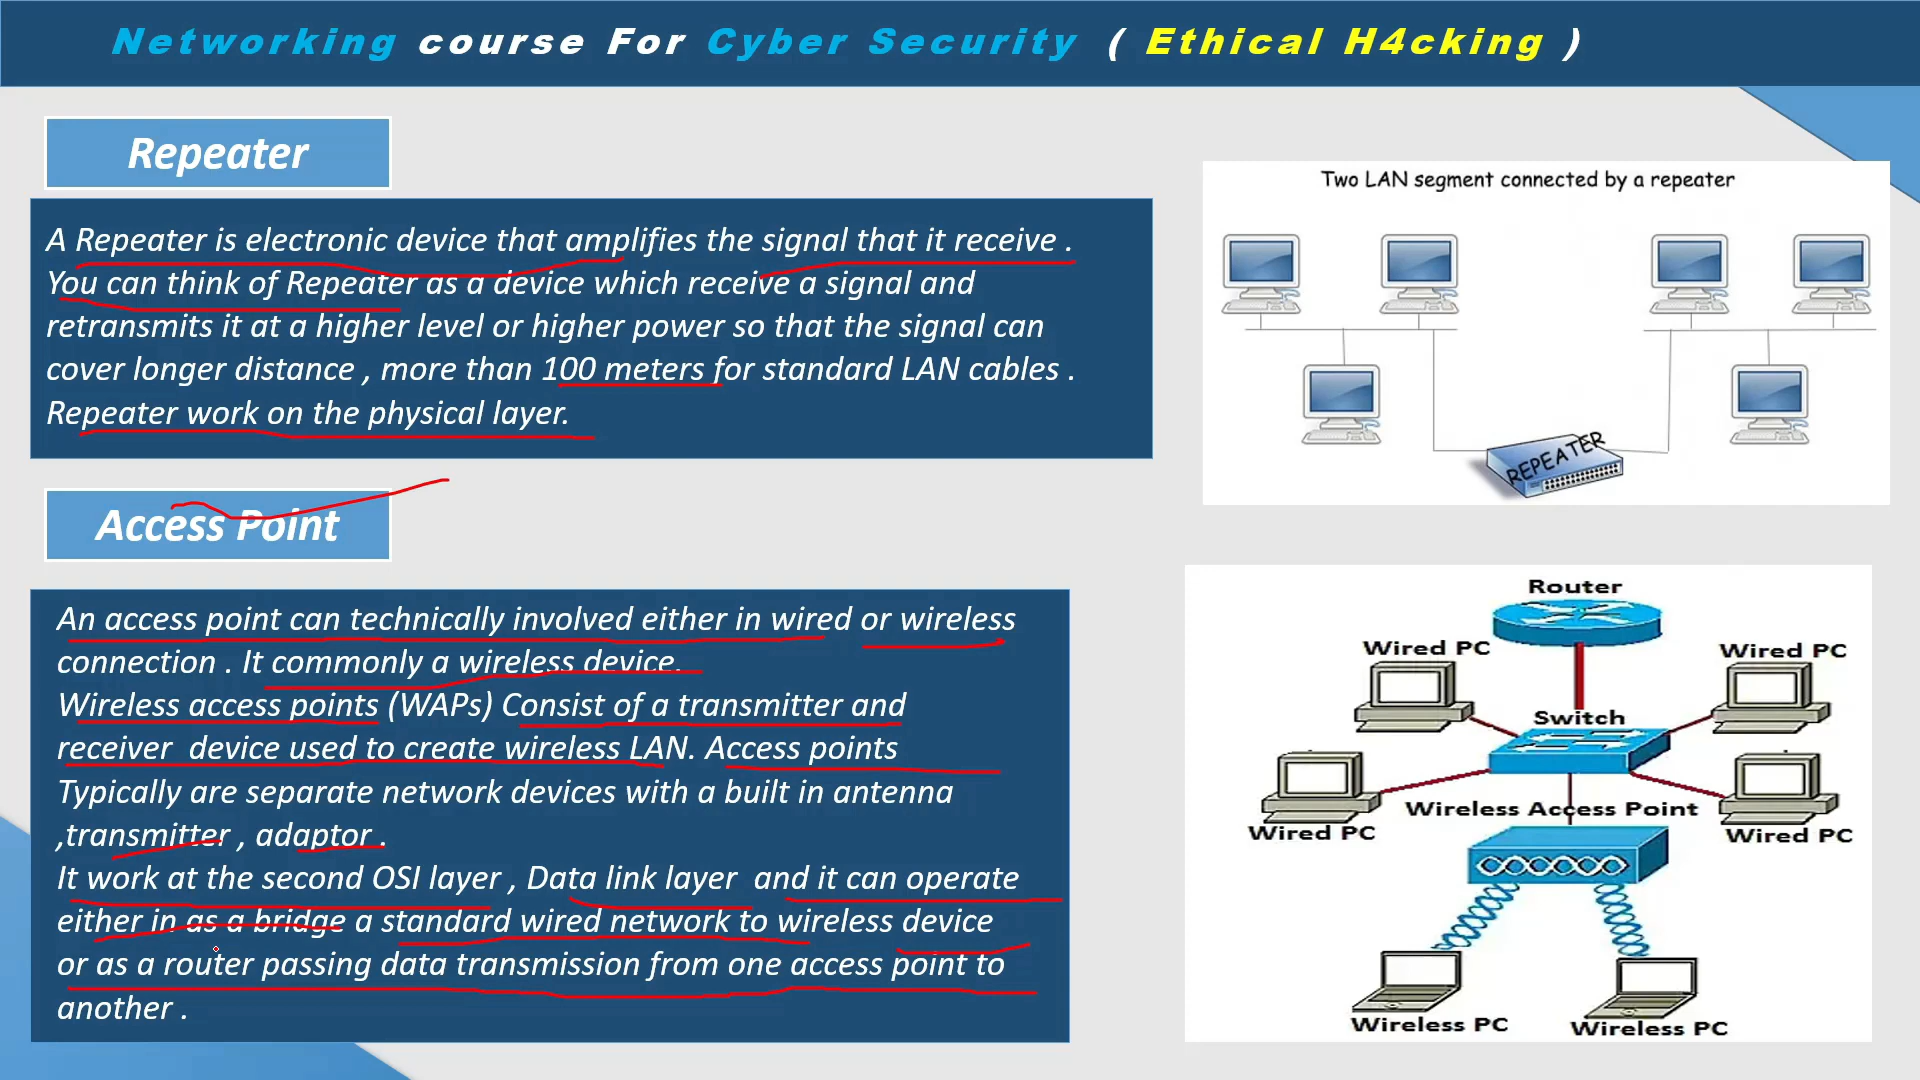 Networking course For Cyber Security ( Ethical H4cking )
Repeater
A Repeater is electronic device that amplifies the signal that it receive .
You can think of Repeater as a device which receive a signal and
retransmits it at a higher level or higher power so that the signal can
cover longer distance , more than 100 meters for standard LAN cables .
Repeater work on the physical layer.
Two LAN segment connected by a repeater
REPEATER
Access Point
An access point can technically involved either in wired or wireless
connection . It commonly a wireless device.
Wireless access points (WAPs) Consist of a transmitter and
receiver device used to create wireless LAN. Access points
Typically are separate network devices with a built in antenna
,transmitter , adaptor .
It work at the second OSI layer , Data link layer and it can operate
either in as a bridge a standard wired network to wireless device
or as a router passing data transmission from one access point to
another .
Router
Wired PC
Wired PC
Switch
Wireless Access Point
Wired PC
Wired PC
Wireless PC
Wireless PC